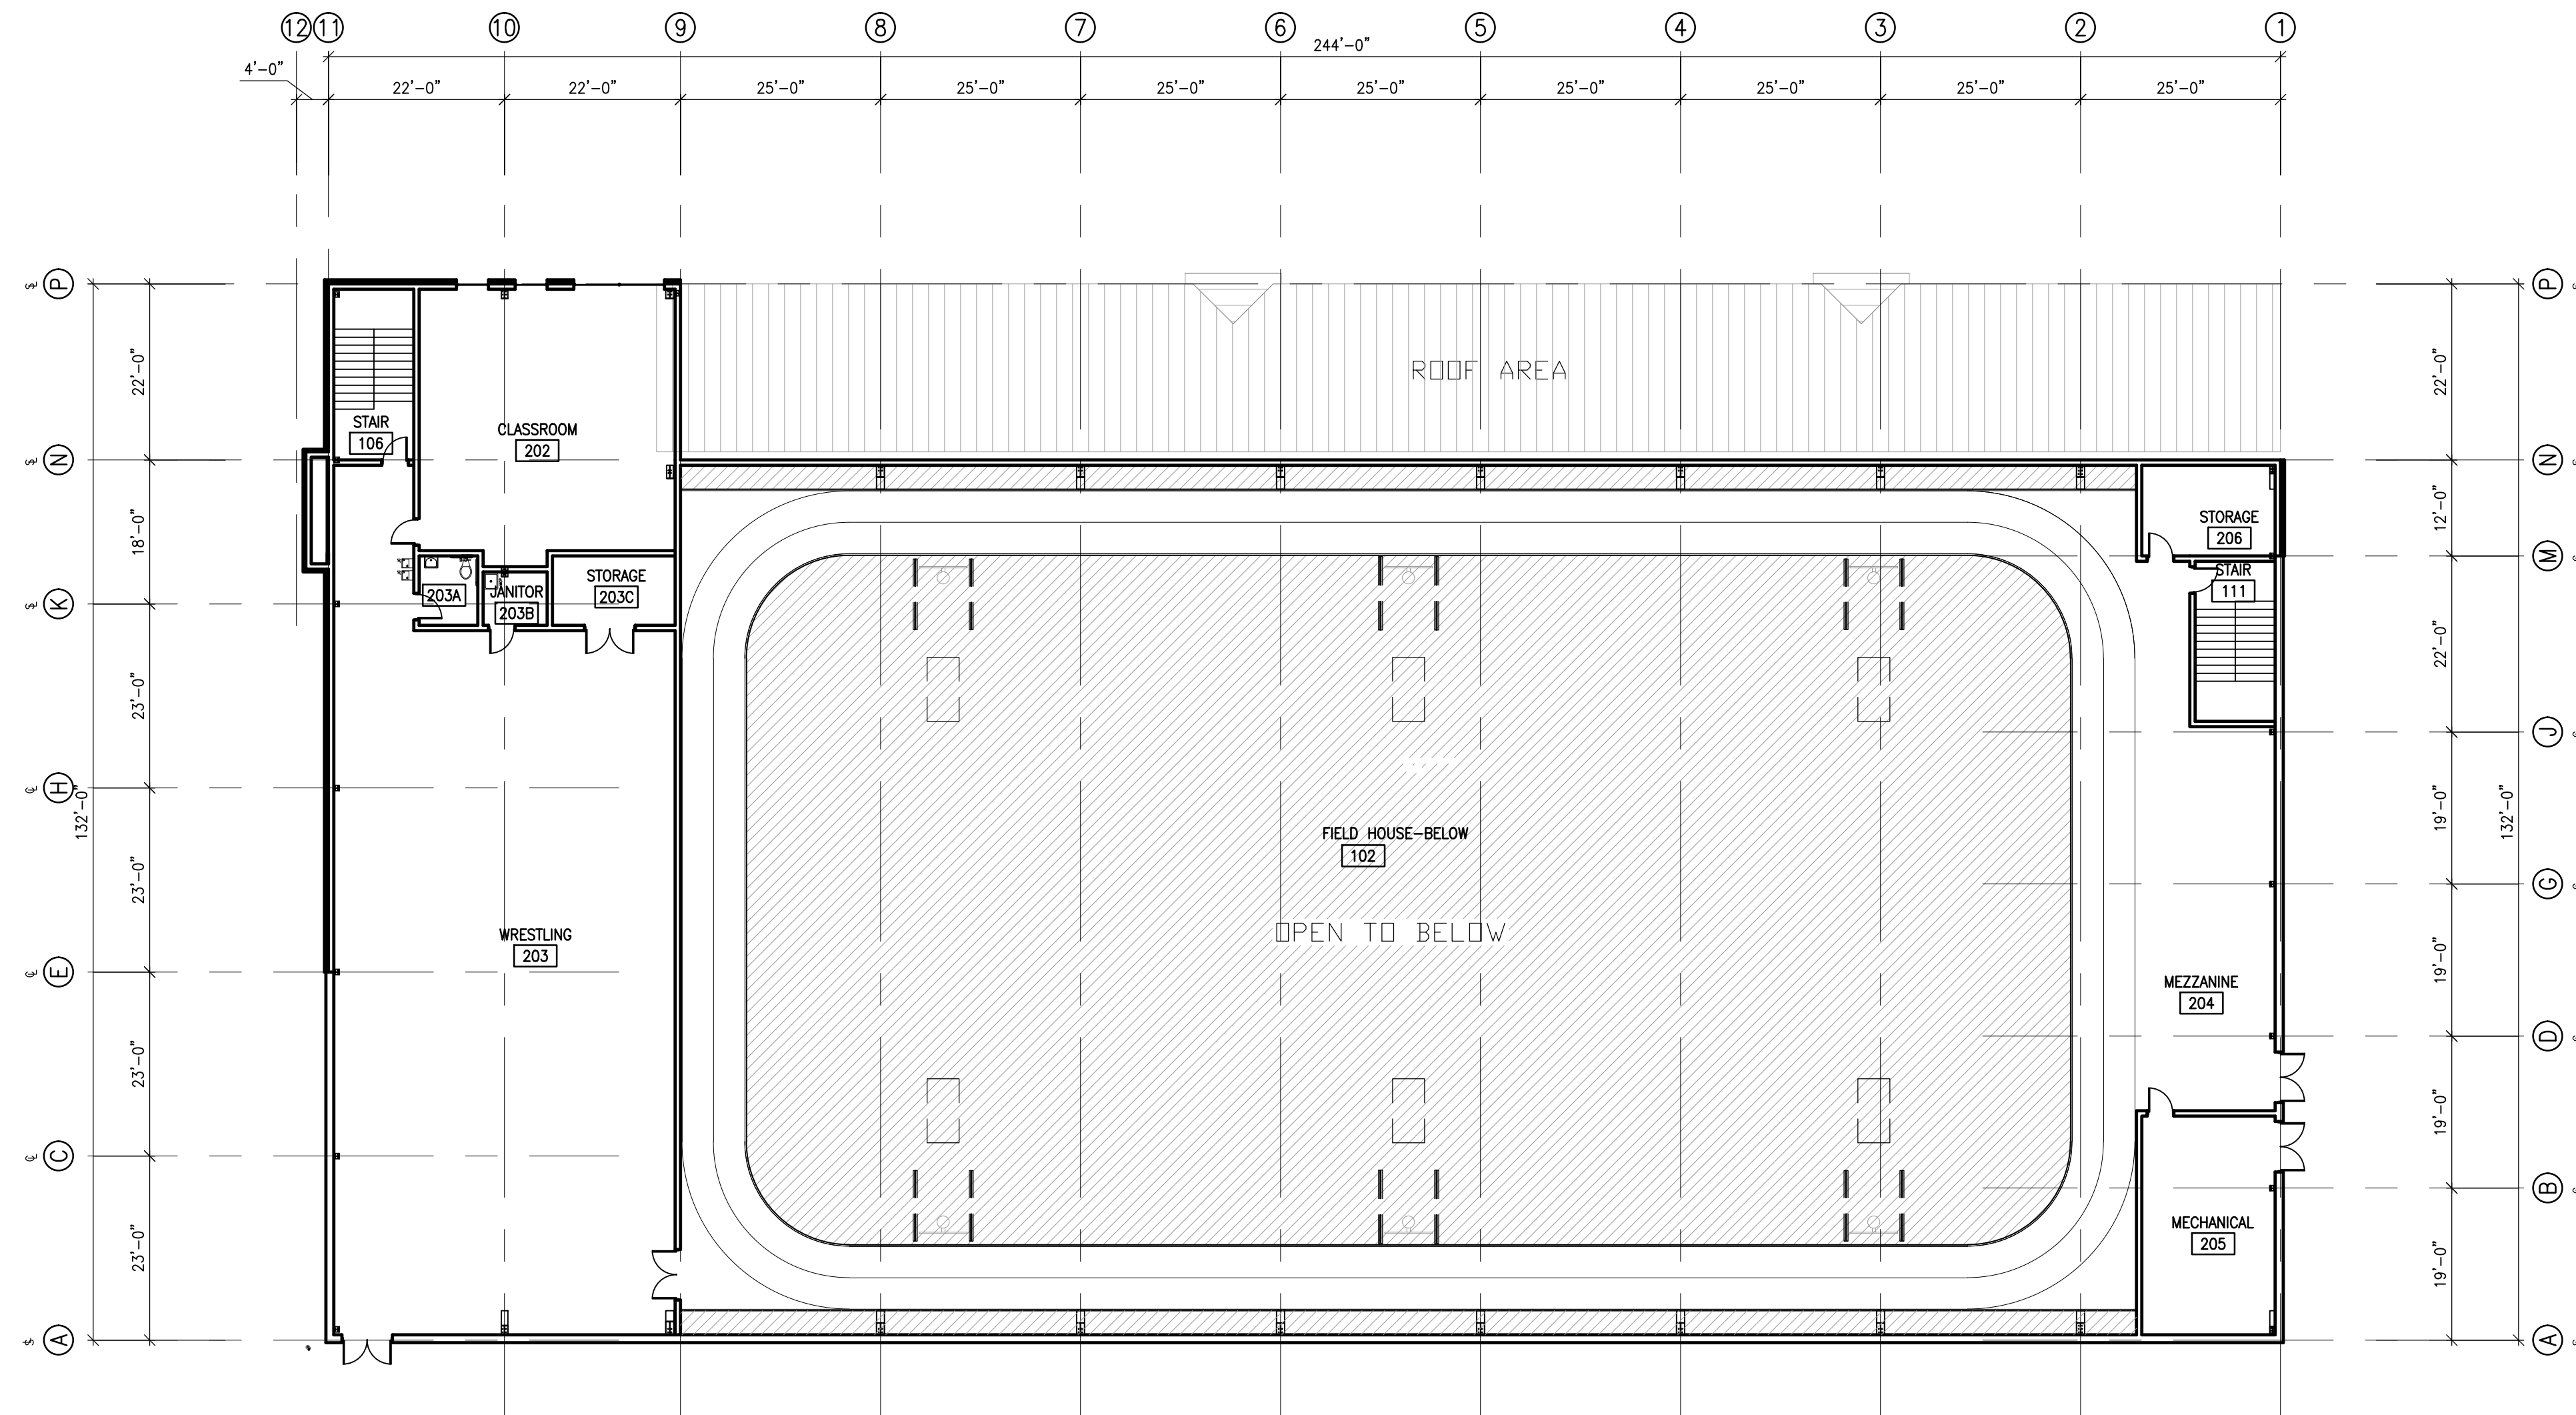 12 11 10 9 8 7 6 5 4 3 2 1
244'-0"
4'-0"
22'-0" 22'-0" 25'-0" 25'-0" 25'-0" 25'-0" 25'-0" 25'-0" 25'-0" 25'-0"
P P
22'-0" 22'-0"
ROOF AREA
STAIR
106
CLASSROOM
202
N N
18'-0" 12'-0"
STORAGE
206
M
STAIR
111
203A
JANITOR
203B
STORAGE
203C
K
23'-0" 22'-0"
J
H
132'-0" 132'-0"
19'-0"
FIELD HOUSE-BELOW
102
23'-0"
G
OPEN TO BELOW
WRESTLING
203
19'-0"
E
MEZZANINE
204
D
23'-0"
19'-0"
C
B
MECHANICAL
205
23'-0" 19'-0"
A A